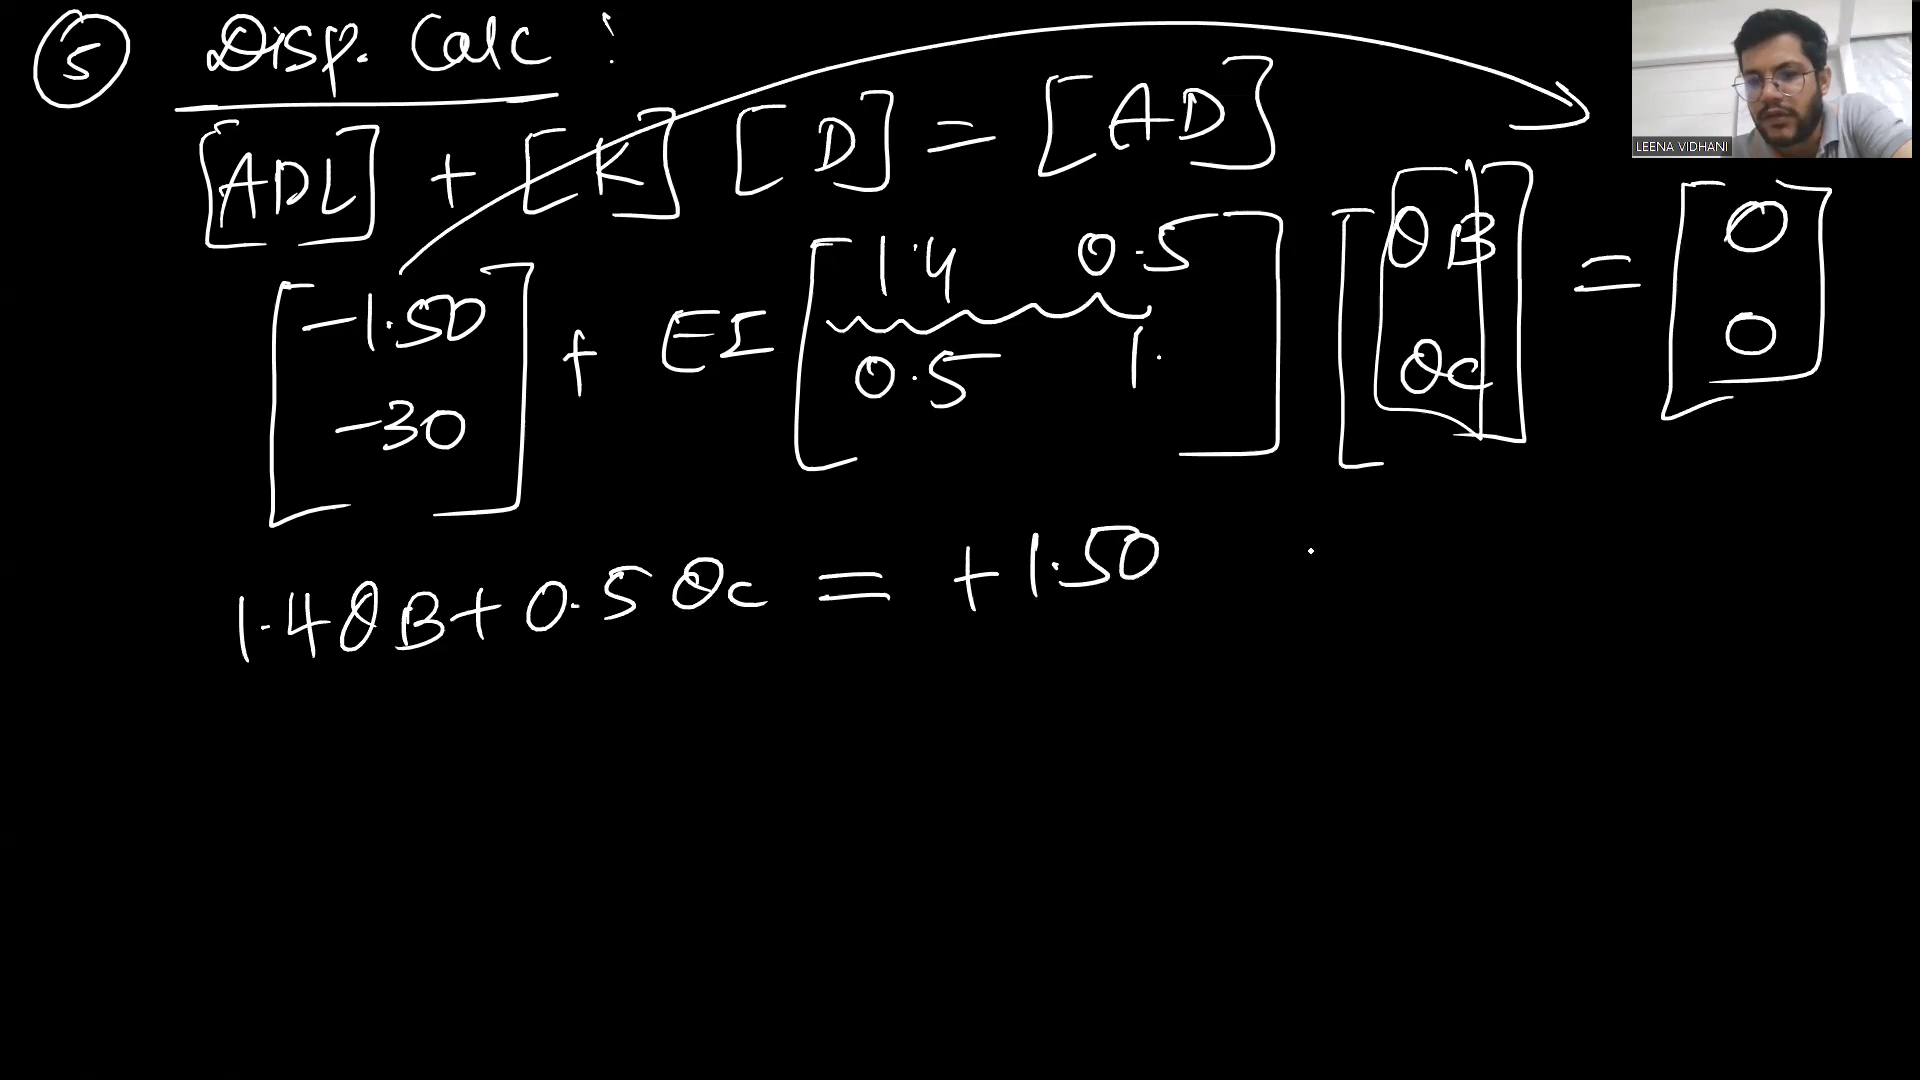 5 Disp. Calc :
[ADL] + [K] [D] = [AD]
LEENA VIDHANI
[-1.50 -30] + EI [1.4 0.5 0.5 1.] [θB θC] = [0 0]
1.4θB + 0.5θC = +1.50